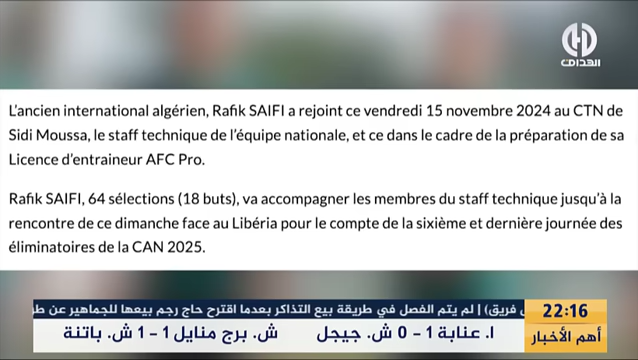 الهداف
L'ancien international algérien, Rafik SAIFI a rejoint ce vendredi 15 novembre 2024 au CTN de
Sidi Moussa, le staff technique de l'équipe nationale, et ce dans le cadre de la préparation de sa
Licence d'entraineur AFC Pro.
Rafik SAIFI, 64 sélections (18 buts), va accompagner les membres du staff technique jusqu'à la
rencontre de ce dimanche face au Libéria pour le compte de la sixième et dernière journée des
éliminatoires de la CAN 2025.
فريق) | لم يتم الفصل في طريقة بيع التذاكر بعدما اقترح حاج رجم بيعها للجماهير عن
22:16
ا. عنابة 1 - 0 ش. جيجل ش. برج منايل 1 - 1 ش. باتنة
أهم الأخبار